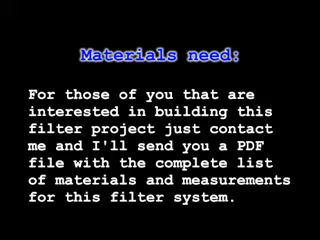 Materials need:
For those of you that are
interested in building this
filter project just contact
me and I'll send you a PDF
file with the complete list
of materials and measurements
for this filter system.